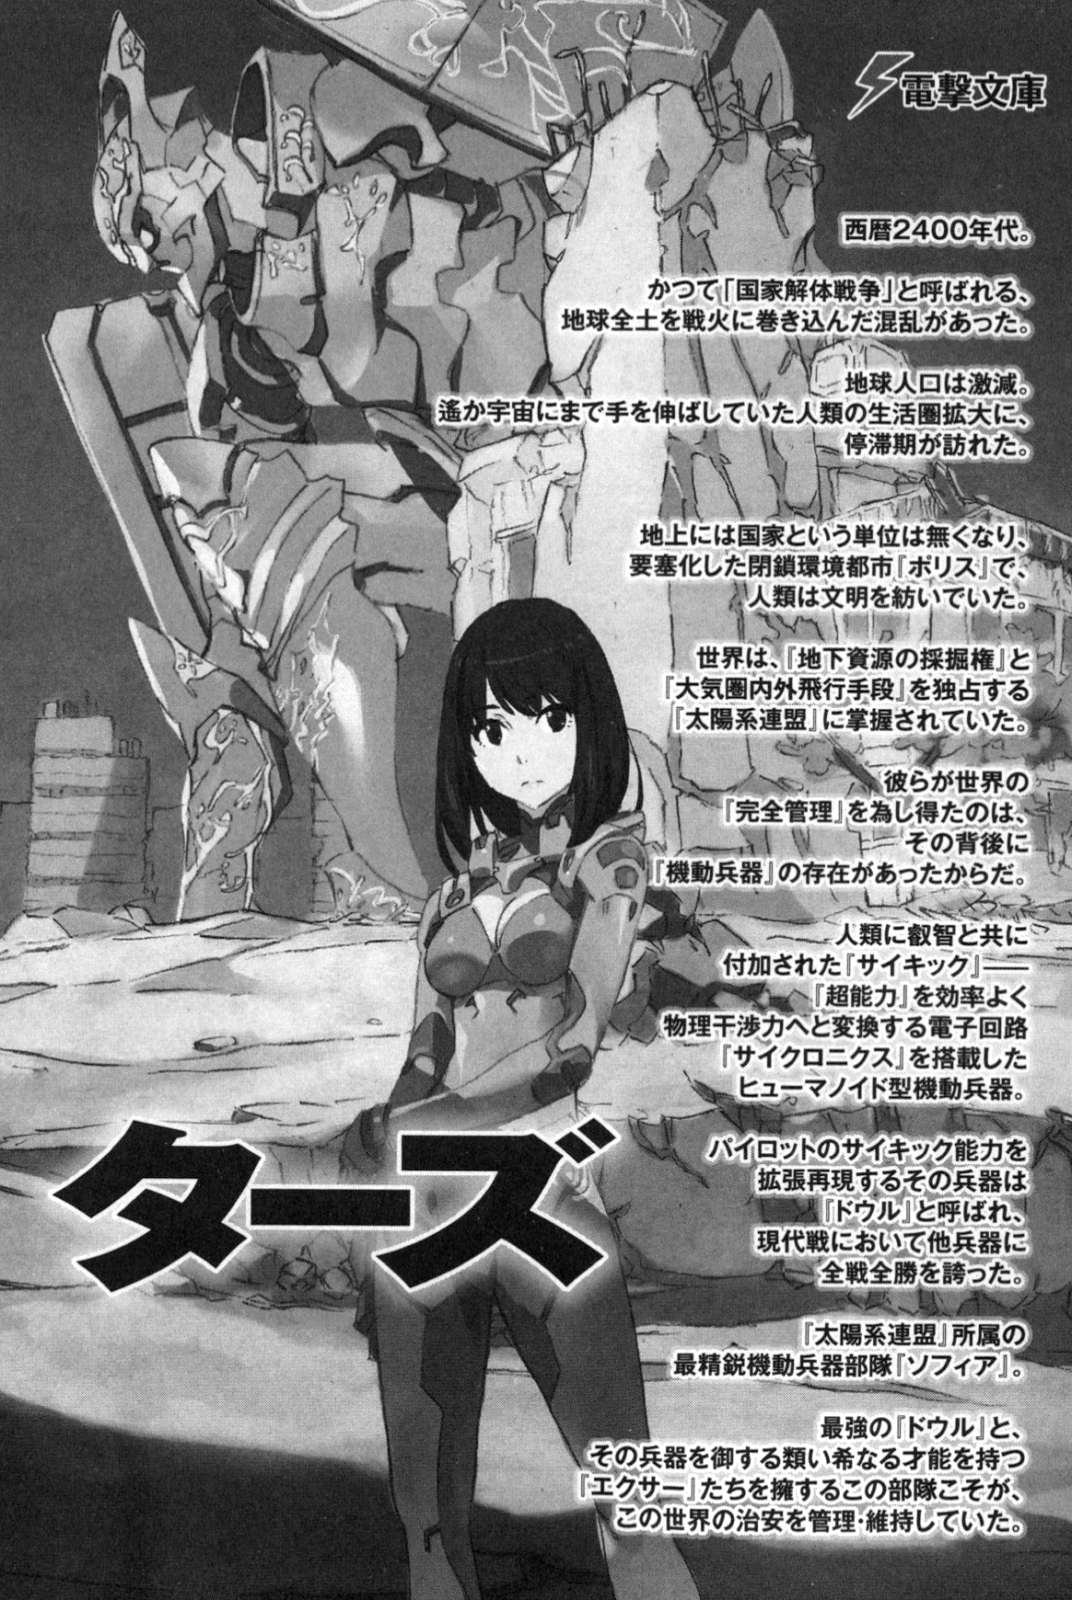 電撃文庫
西暦2400年代。
かつて「国家解体戦争」と呼ばれる、
地球全土を戦火に巻き込んだ混乱があった。
地球人口は激減。
遙か宇宙にまで手を伸ばしていた人類の生活圏拡大に、
停滞期が訪れた。
地上には国家という単位は無くなり、
要塞化した閉鎖環境都市『ポリス』で、
人類は文明を紡いでいた。
世界は、『地下資源の採掘権』と
『大気圏内外飛行手段』を独占する
『太陽系連盟』に掌握されていた。
彼らが世界の
『完全管理』を為し得たのは、
その背後に
『機動兵器』の存在があったからだ。
人類に叡智と共に
付加された『サイキック』――
『超能力』を効率よく
物理干渉力へと変換する電子回路
『サイクロニクス』を搭載した
ヒューマノイド型機動兵器。
パイロットのサイキック能力を
拡張再現するその兵器は
『ドウル』と呼ばれ、
現代戦において他兵器に
全戦全勝を誇った。
『太陽系連盟』所属の
最精鋭機動兵器部隊『ソフィア』。
最強の『ドウル』と、
その兵器を御する類い希なる才能を持つ
『エクサー』たちを擁するこの部隊こそが、
この世界の治安を管理・維持していた。
ターズ